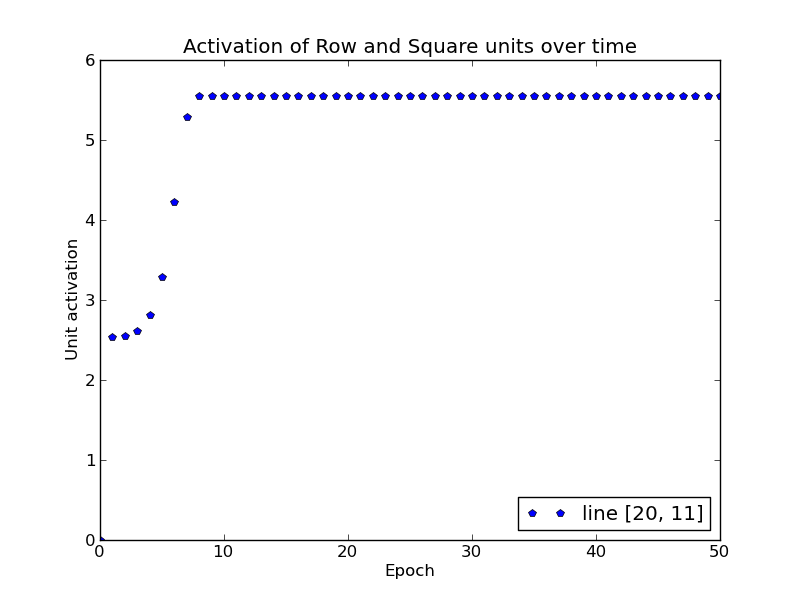 Activation of Row and Square units over time
6
5
4
3
2
1
0
Unit activation
0 10 20 30 40 50
Epoch
line [20, 11]